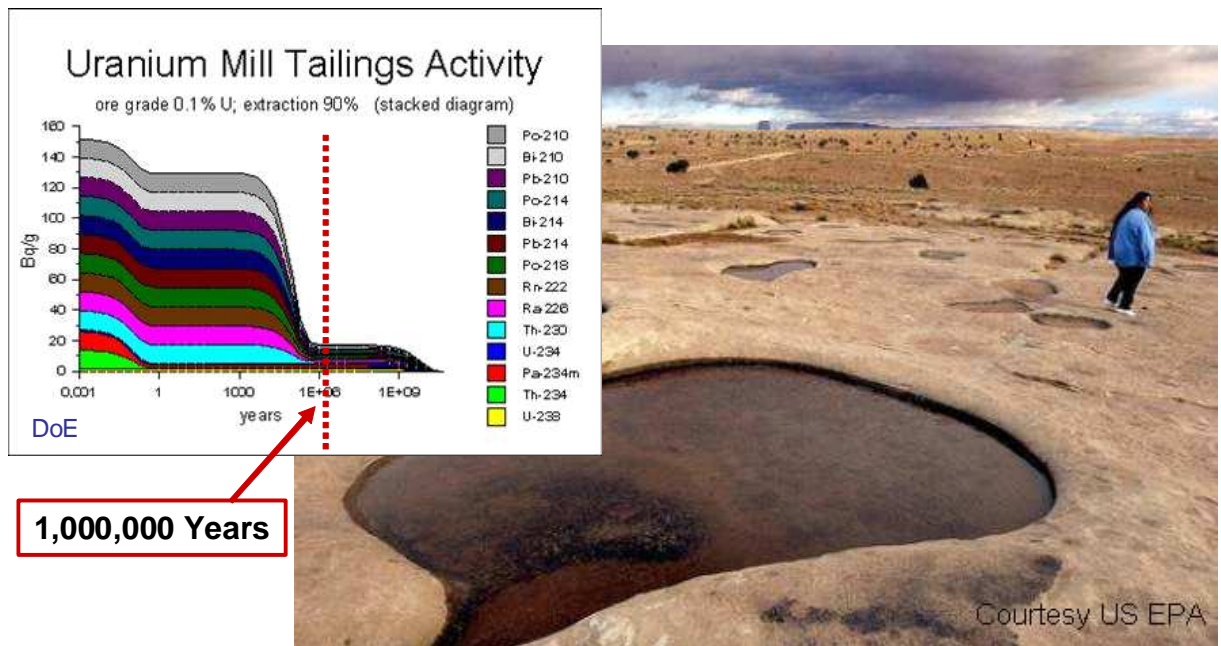 Uranium Mill Tailings Activity
ore grade 0.1% U; extraction 90% (stacked diagram)
160
140
120
100
80
60
40
20
0
Bq/g
0,001
1
1000
1E+06
1E+09
years
Po-210
Bi-210
Pb-210
Po-214
Bi-214
Pb-214
Po-218
Rn-222
Ra-226
Th-230
U-234
Pa-234m
Th-234
U-238
DoE
1,000,000 Years
Courtesy US EPA